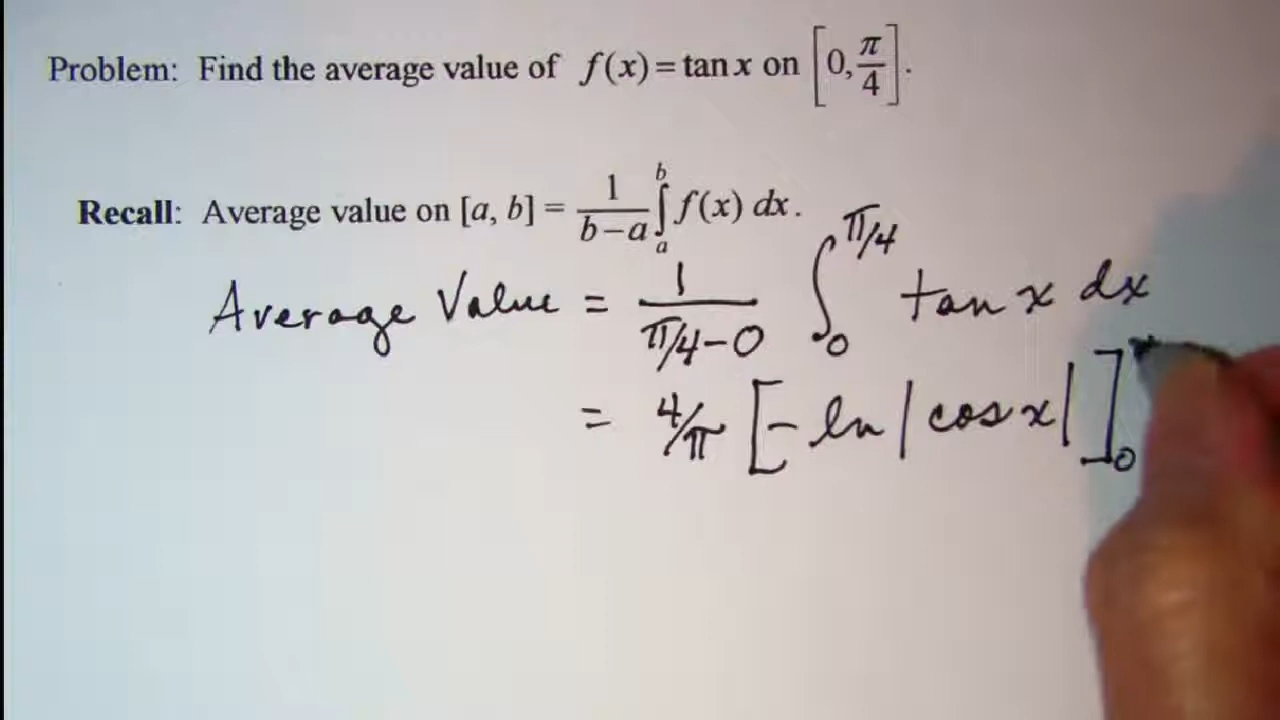 Problem: Find the average value of f(x) = tan x on [0, π/4].
Recall: Average value on [a, b] = 1/(b−a) ∫_a^b f(x) dx.
Average Value = 1/(π/4−0) ∫_0^{π/4} tan x dx
= 4/π [−ln|cos x|]_0